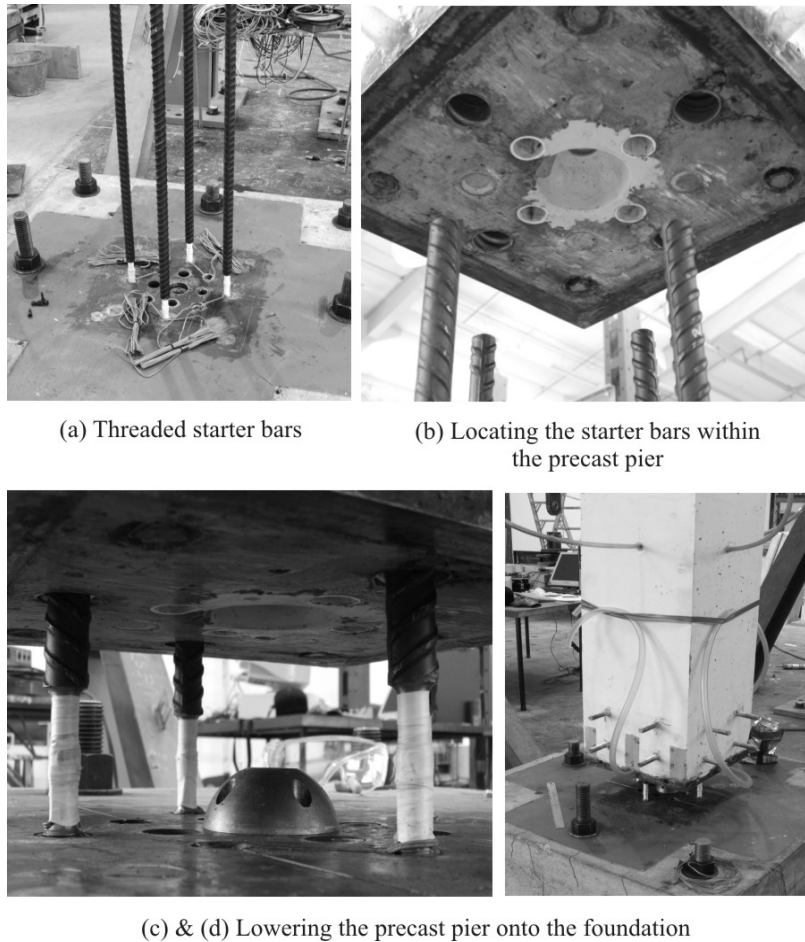 (a) Threaded starter bars
(b) Locating the starter bars within
the precast pier
(c) & (d) Lowering the precast pier onto the foundation